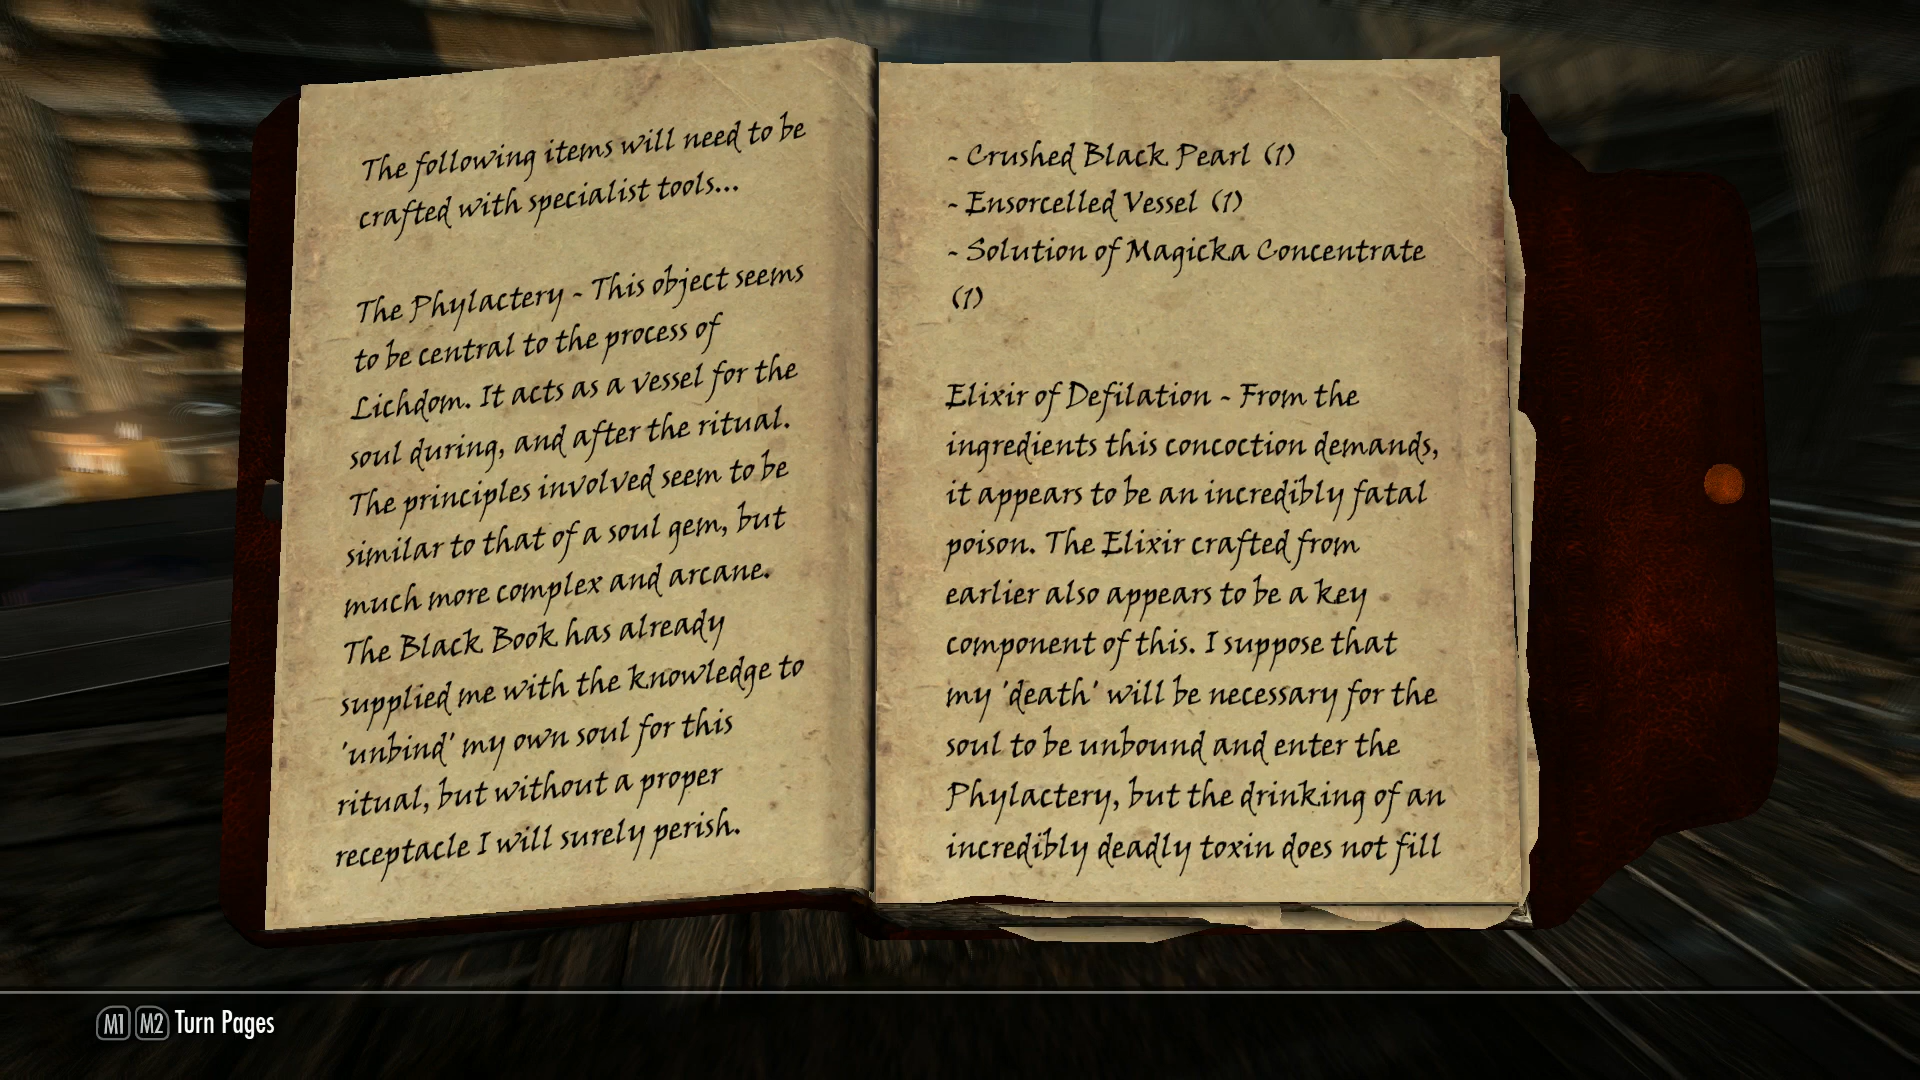 The following items will need to be
crafted with specialist tools...
The Phylactery - This object seems
to be central to the process of
Lichdom. It acts as a vessel for the
soul during, and after the ritual.
The principles involved seem to be
similar to that of a soul gem, but
much more complex and arcane.
The Black Book has already
supplied me with the knowledge to
'unbind' my own soul for this
ritual, but without a proper
receptacle I will surely perish.
- Crushed Black Pearl (1)
- Ensorcelled Vessel (1)
- Solution of Magicka Concentrate
(1)
Elixir of Defilation - From the
ingredients this concoction demands,
it appears to be an incredibly fatal
poison. The Elixir crafted from
earlier also appears to be a key
component of this. I suppose that
my 'death' will be necessary for the
soul to be unbound and enter the
Phylactery, but the drinking of an
incredibly deadly toxin does not fill
M1 M2 Turn Pages